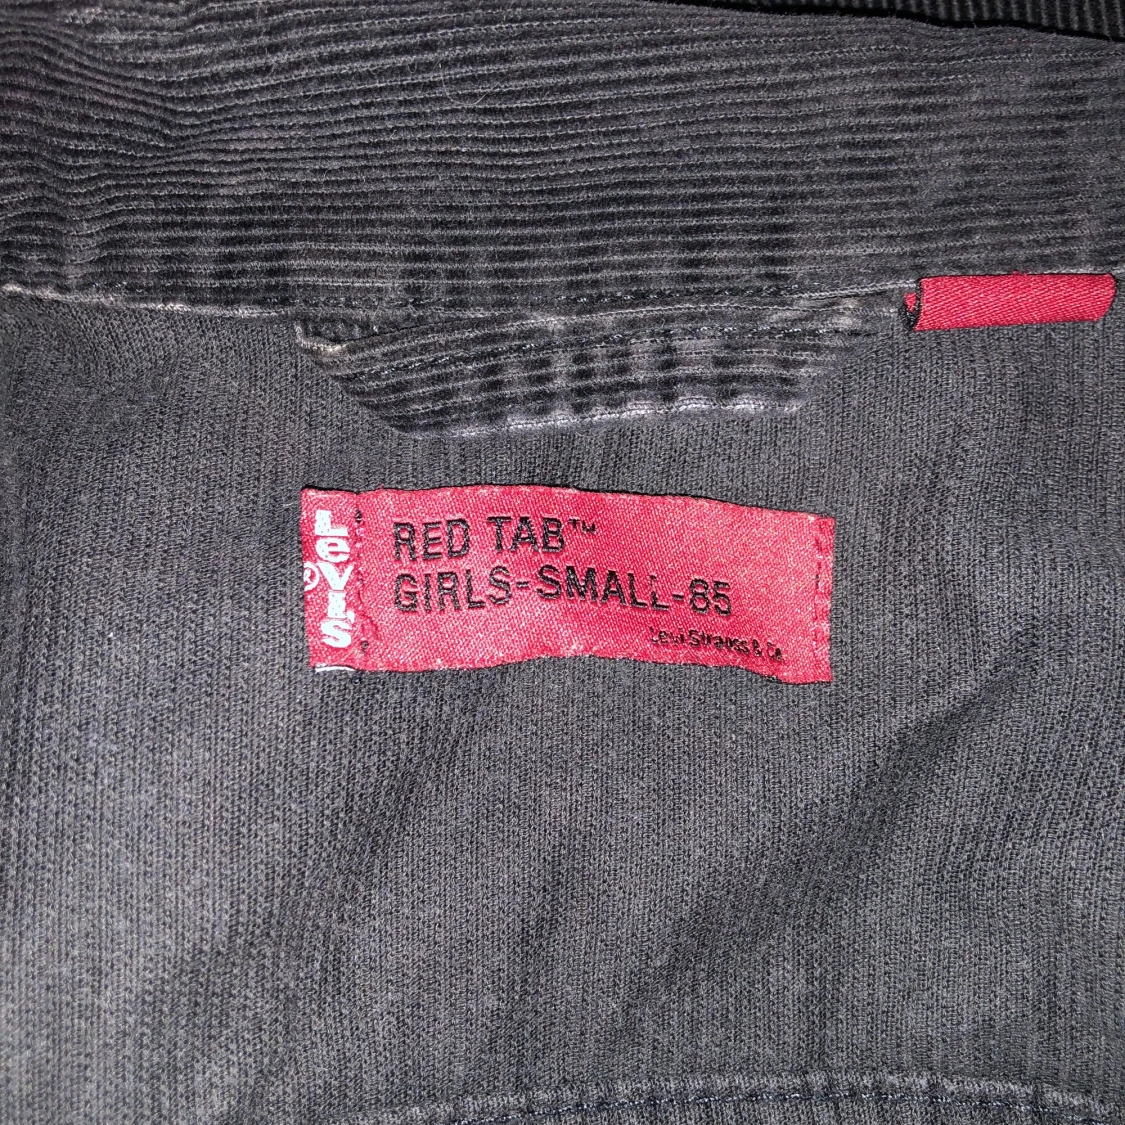 LEVI'S
®
RED TAB™
GIRLS-SMALL-85
Levi Strauss & Co